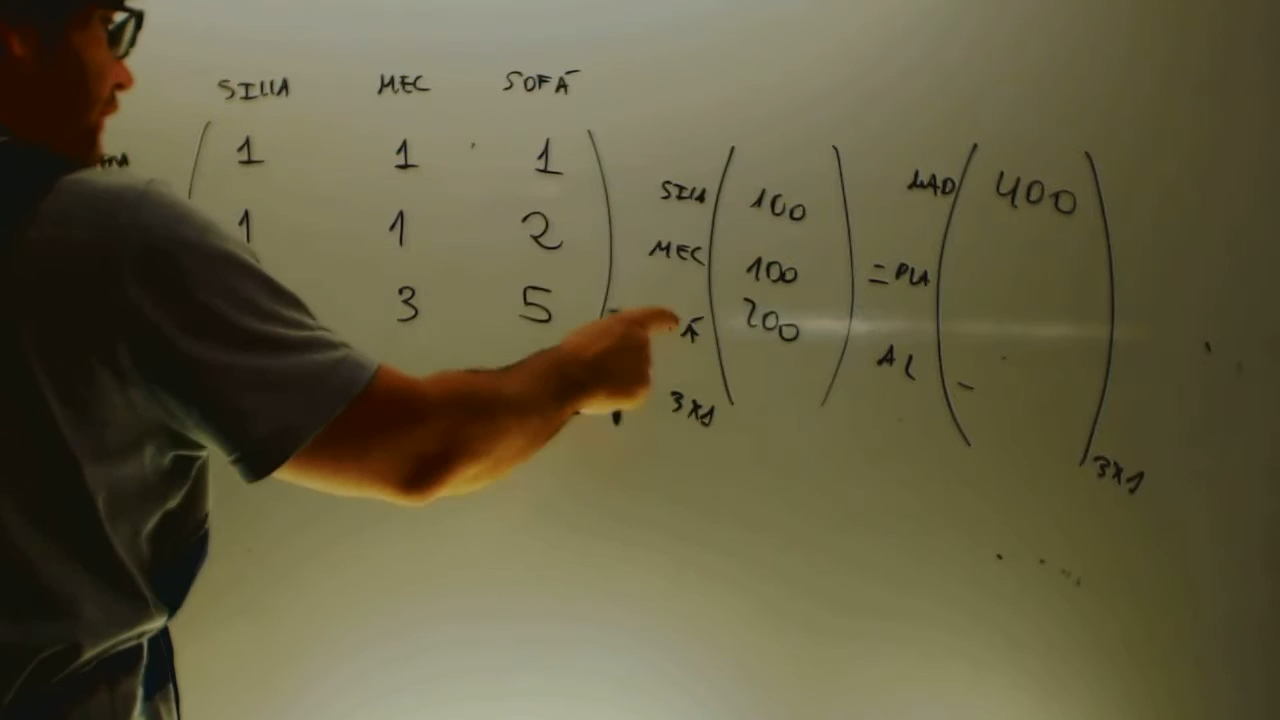 SILLA MEC SOFÁ
1 1 1 SILLA 100 MAD 400
1 1 2 MEC 100 = PLA
3 5 Á 200 AL
3x1 3x1